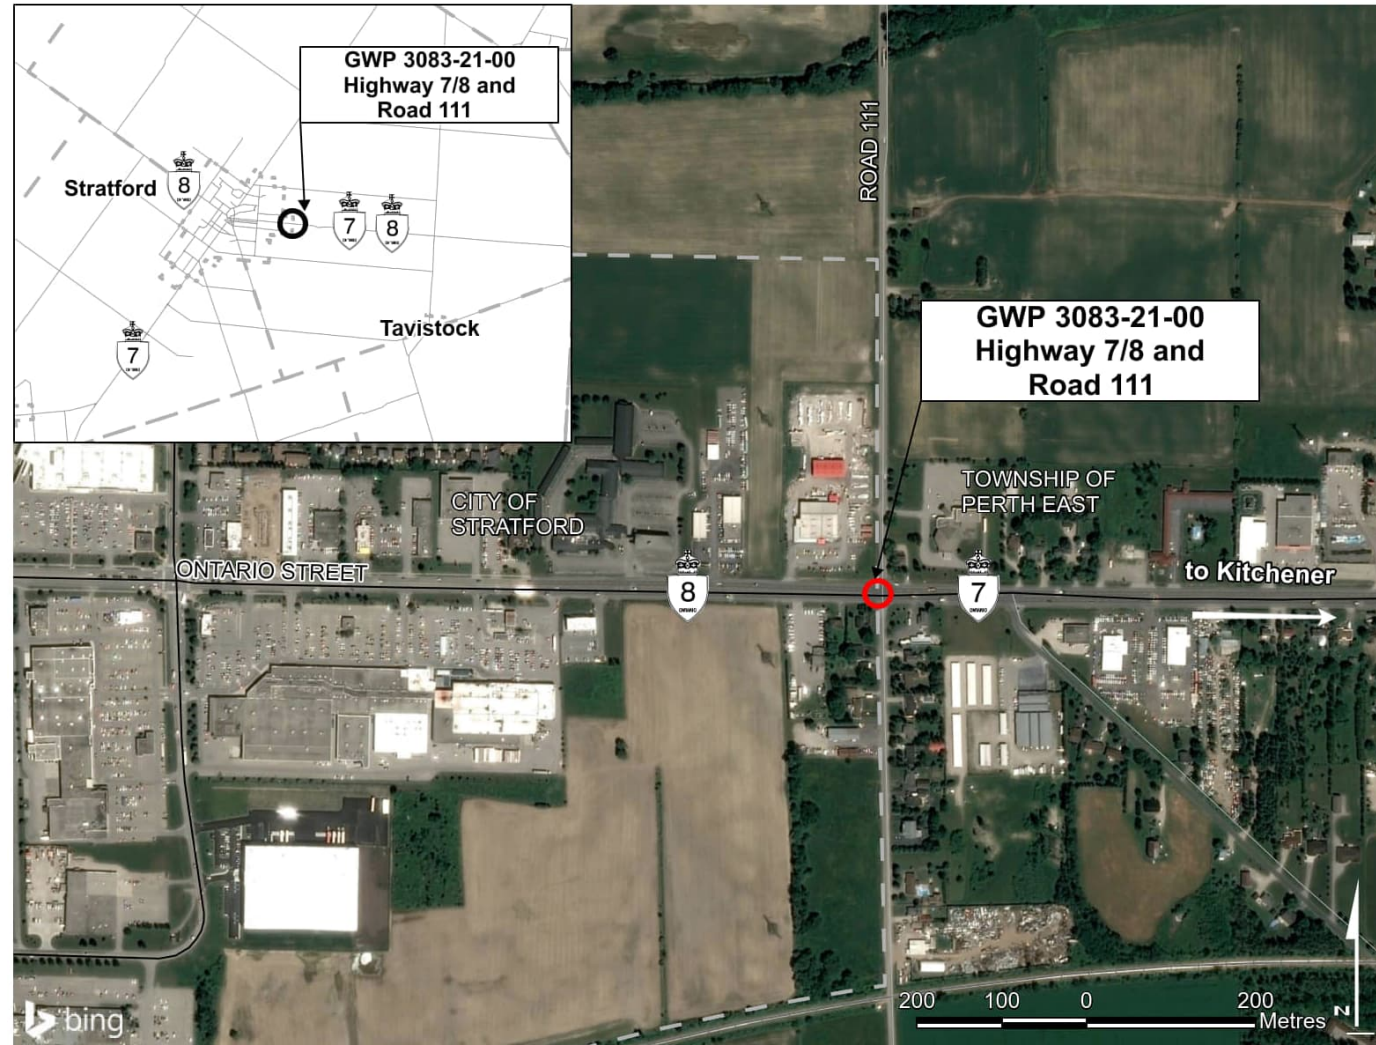 GWP 3083-21-00
Highway 7/8 and
Road 111
Stratford
8
7
8
Tavistock
7
ROAD 111
GWP 3083-21-00
Highway 7/8 and
Road 111
CITY OF
STRATFORD
TOWNSHIP OF
PERTH EAST
ONTARIO STREET
8
ONTARIO
7
ONTARIO
to Kitchener
200 100 0 200
Metres
N
bing